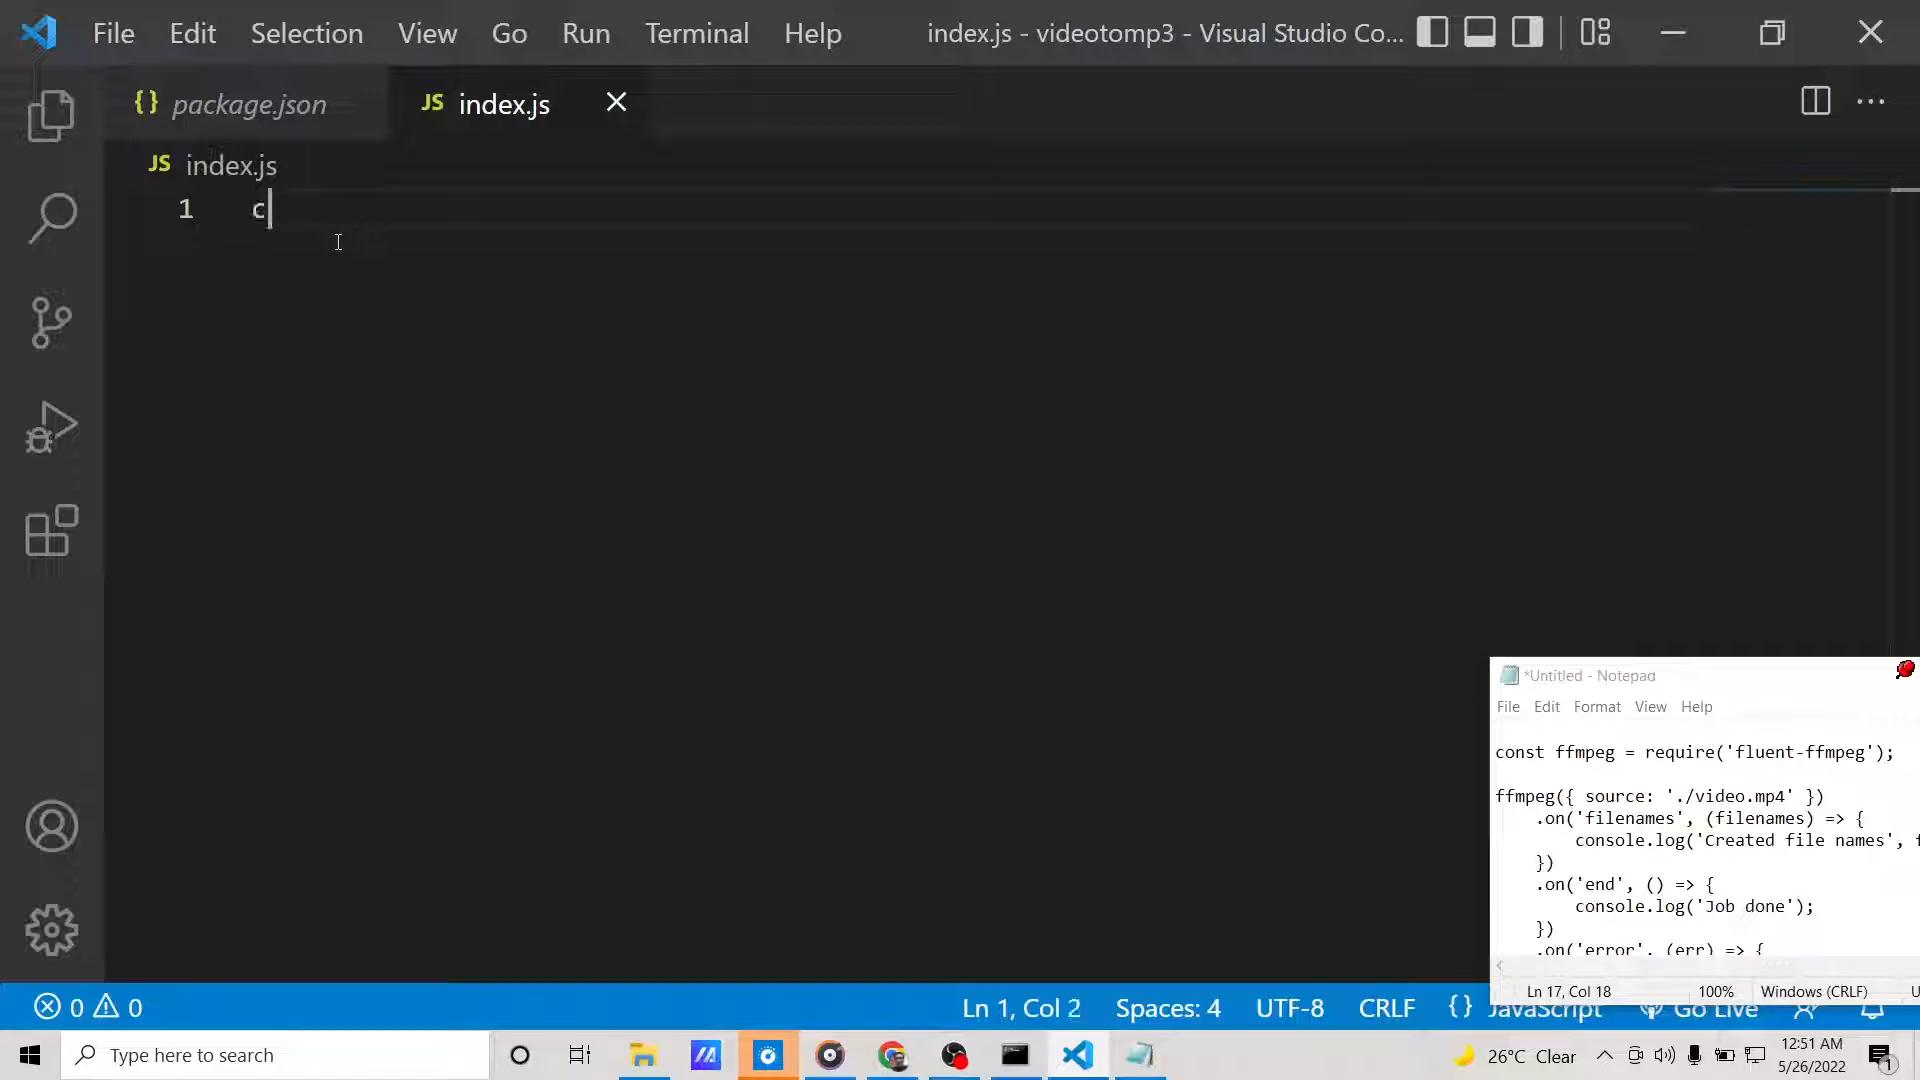 File Edit Selection View Go Run Terminal Help index.js - videotomp3 - Visual Studio Co...
{} package.json JS index.js
JS index.js
1 c
*Untitled - Notepad
File Edit Format View Help
const ffmpeg = require('fluent-ffmpeg');
ffmpeg({ source: './video.mp4' })
.on('filenames', (filenames) => {
console.log('Created file names', f
})
.on('end', () => {
console.log('Job done');
})
.on('error', (err) => {
Ln 17, Col 18 100% Windows (CRLF) U
0 0 Ln 1, Col 2 Spaces: 4 UTF-8 CRLF {} JavaScript Go Live
Type here to search 26°C Clear 12:51 AM
5/26/2022 1